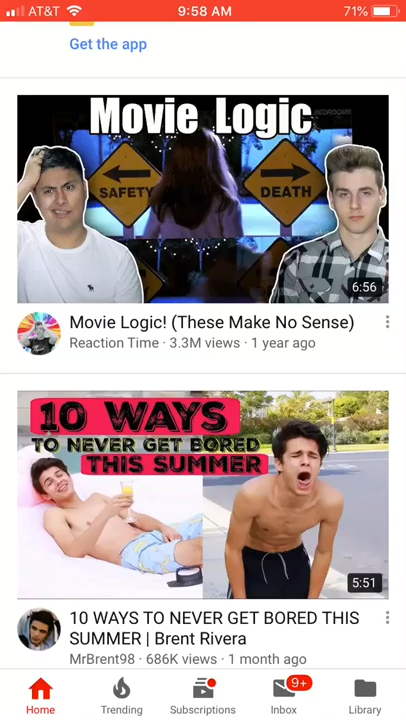 AT&T 9:58 AM 71%
Get the app
Movie Logic
BEDROOMS
SAFETY
DEATH
6:56
Movie Logic! (These Make No Sense)
Reaction Time · 3.3M views · 1 year ago
10 WAYS
TO NEVER GET BORED
THIS SUMMER
5:51
10 WAYS TO NEVER GET BORED THIS
SUMMER | Brent Rivera
MrBrent98 · 686K views · 1 month ago
9+
Home Trending Subscriptions Inbox Library